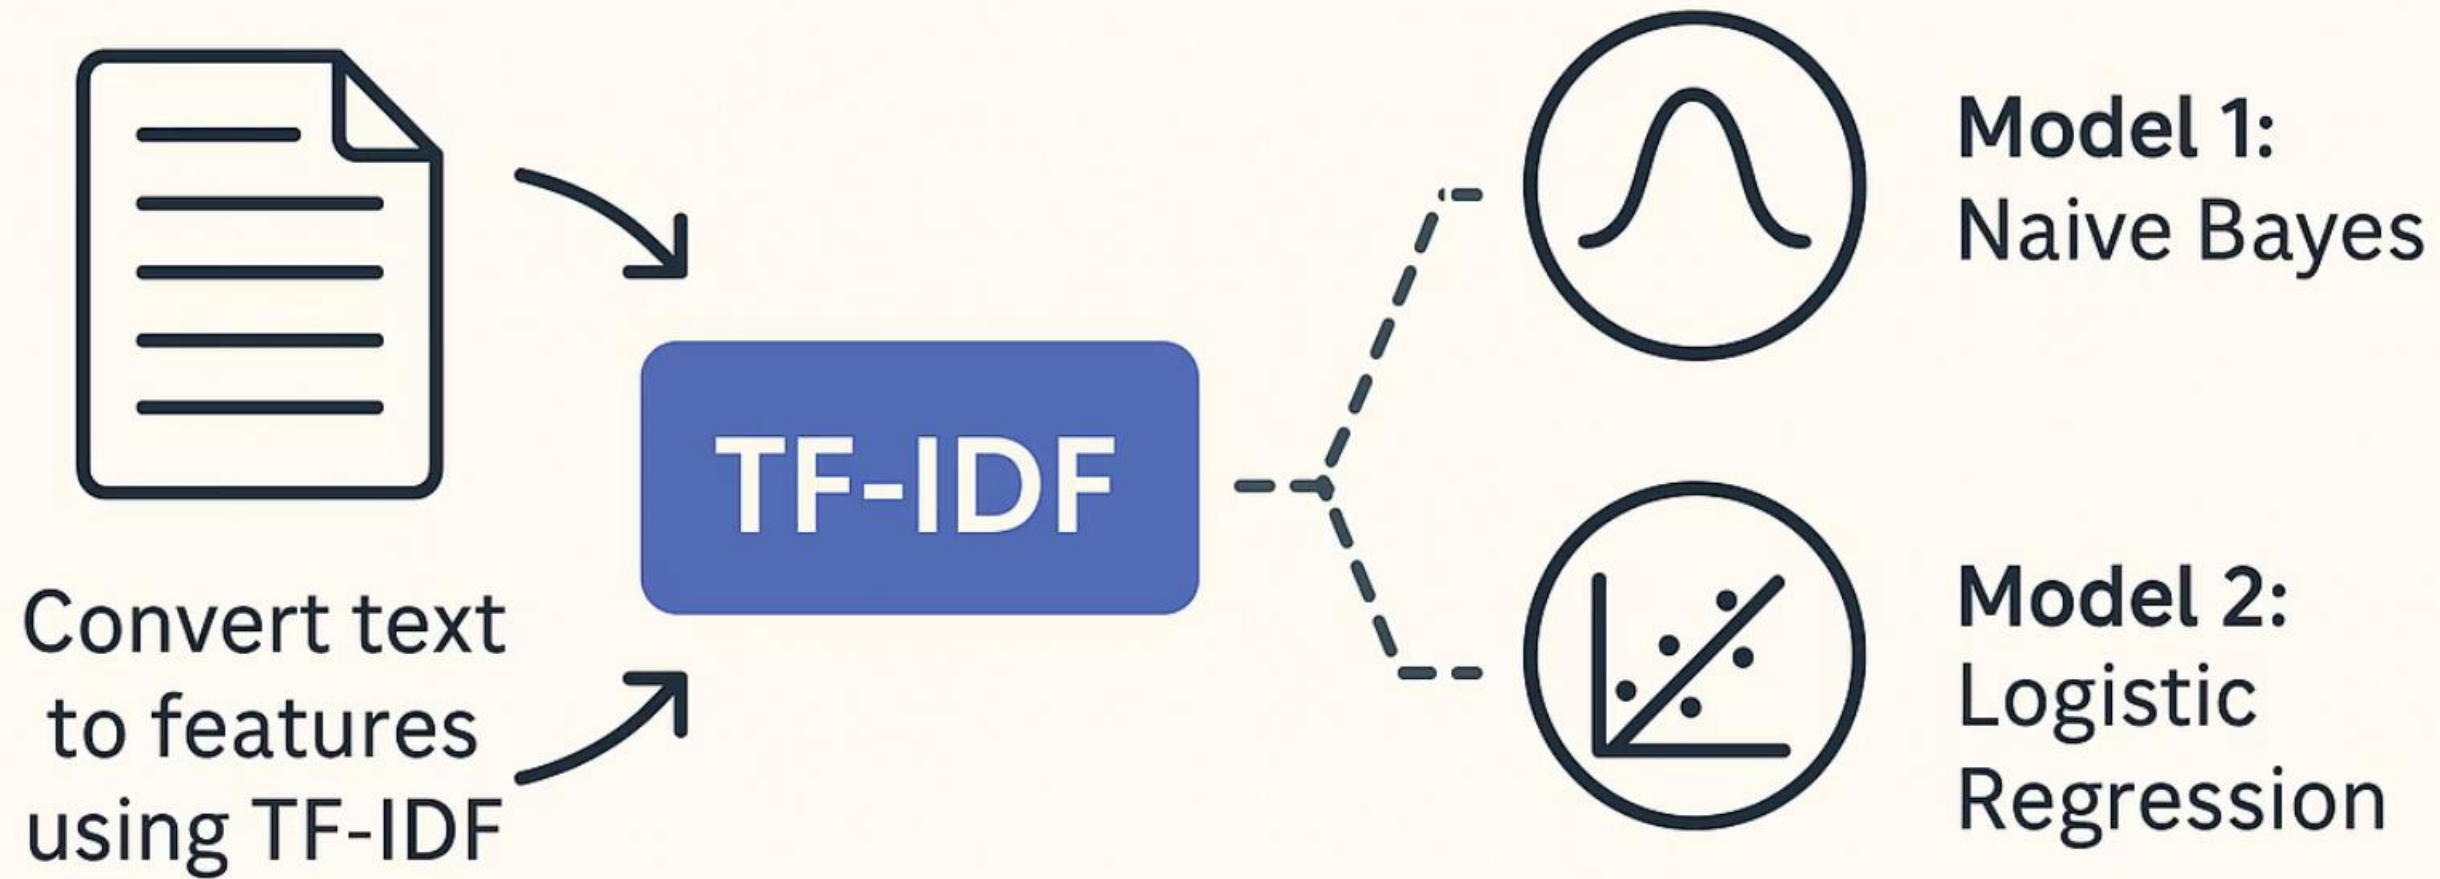 Convert text
to features
using TF-IDF
TF-IDF
Model 1:
Naive Bayes
Model 2:
Logistic
Regression